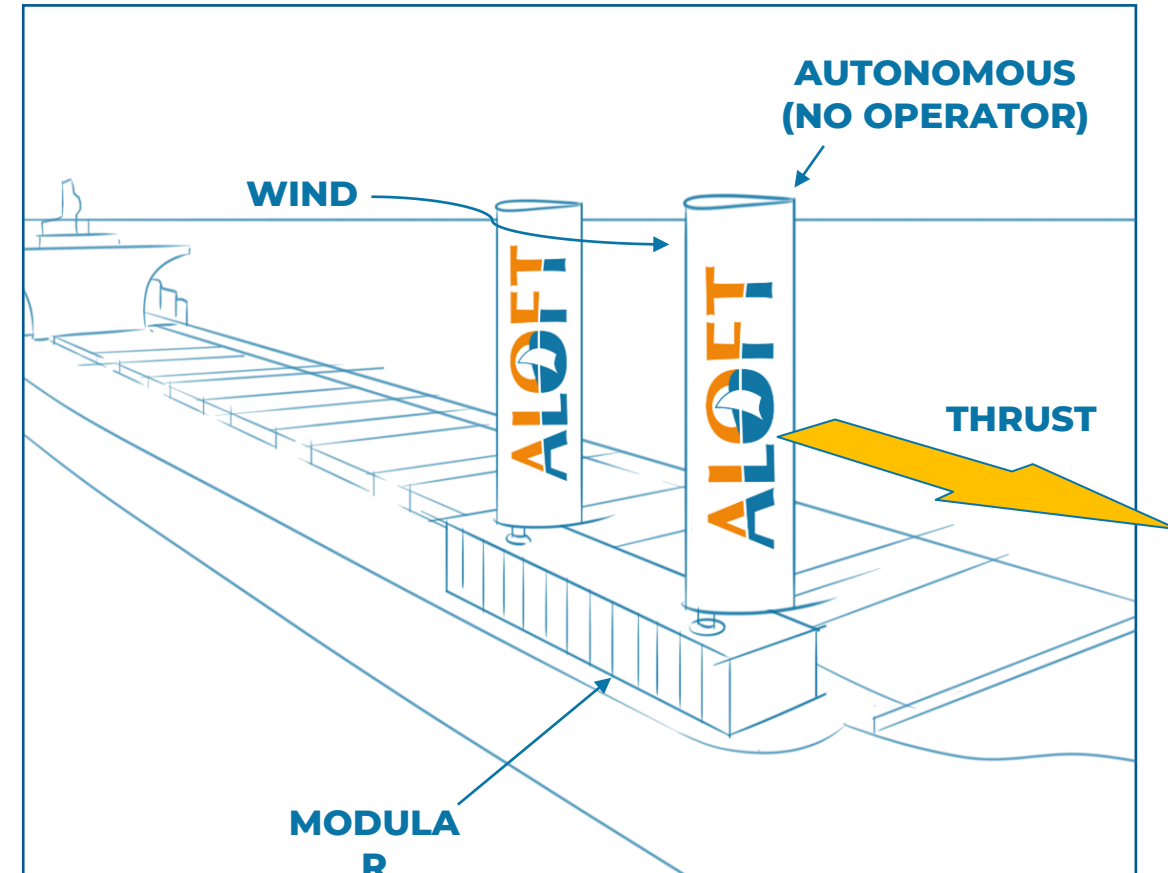 AUTONOMOUS
(NO OPERATOR)
WIND
ALOFT
ALOFT
THRUST
MODULA
R